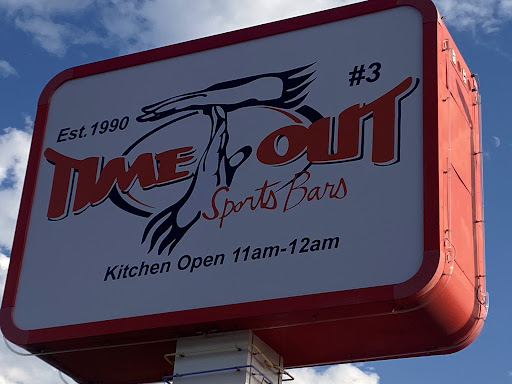 Est.1990
#3
TIME OUT
Sports Bars
Kitchen Open 11am-12am